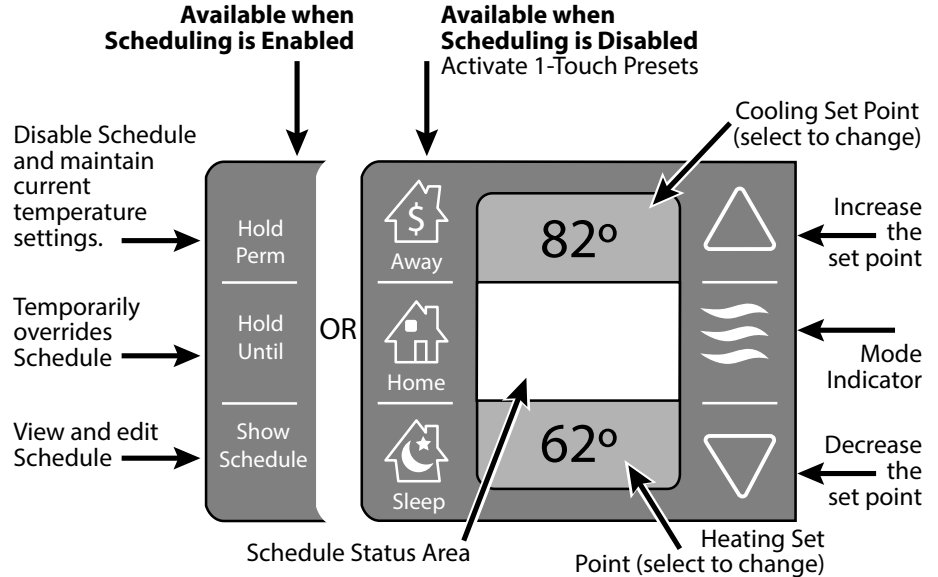 Available when
Scheduling is Enabled
Available when
Scheduling is Disabled
Activate 1-Touch Presets
Cooling Set Point
(select to change)
Disable Schedule
and maintain
current
temperature
settings.
Hold
Perm
Away
82º
Increase
the
set point
Temporarily
overrides
Schedule
Hold
Until
OR
Home
Mode
Indicator
View and edit
Schedule
Show
Schedule
Sleep
62º
Decrease
the
set point
Schedule Status Area
Heating Set
Point (select to change)